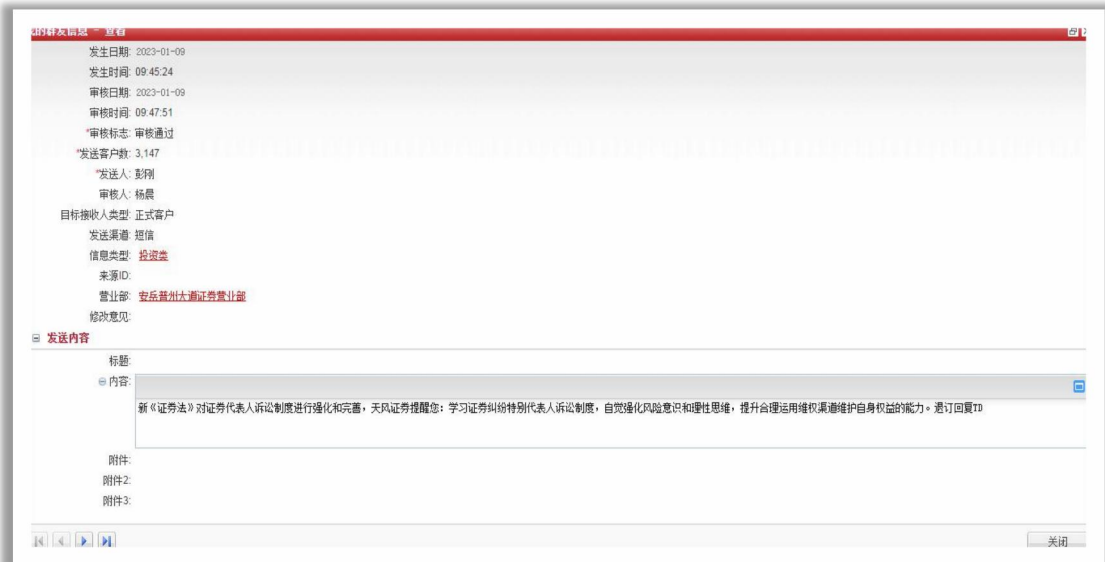 我的群发信息 - 查看
发生日期: 2023-01-09
发生时间: 09:45:24
审核日期: 2023-01-09
审核时间: 09:47:51
*审核标志: 审核通过
*发送客户数: 3,147
*发送人: 彭刚
审核人: 杨晨
目标接收人类型: 正式客户
发送渠道: 短信
信息类型: 投资类
来源ID:
营业部: 安岳普州大道证券营业部
修改意见:
发送内容
标题:
内容:
新《证券法》对证券代表人诉讼制度进行强化和完善，天风证券提醒您：学习证券纠纷特别代表人诉讼制度，自觉强化风险意识和理性思维，提升合理运用维权渠道维护自身权益的能力。退订回复TD
附件:
附件2:
附件3:
关闭